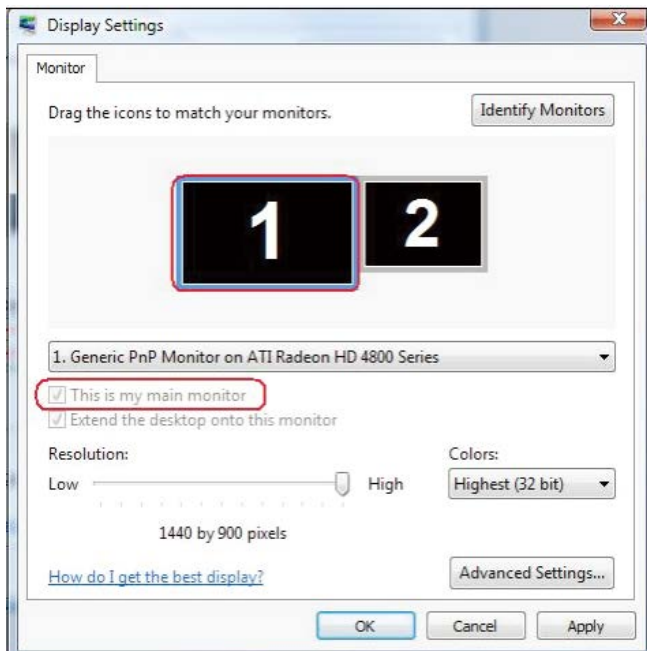 Display Settings
Monitor
Drag the icons to match your monitors.
Identify Monitors
1
2
1. Generic PnP Monitor on ATI Radeon HD 4800 Series
This is my main monitor
Extend the desktop onto this monitor
Resolution:
Colors:
Low
High
Highest (32 bit)
1440 by 900 pixels
How do I get the best display?
Advanced Settings...
OK
Cancel
Apply